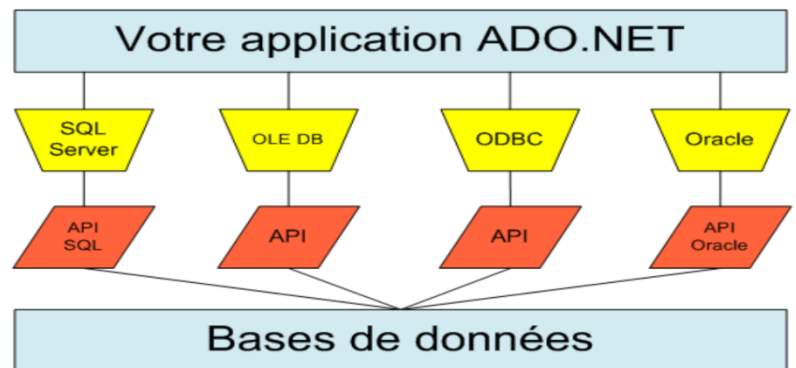 Votre application ADO.NET
SQL
Server
OLE DB
ODBC
Oracle
API
SQL
API
API
API
Oracle
Bases de données